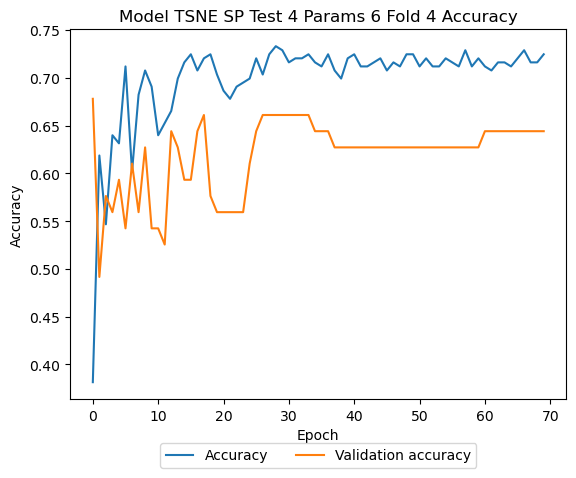 Model TSNE SP Test 4 Params 6 Fold 4 Accuracy
0.75
0.70
0.65
0.60
0.55
0.50
0.45
0.40
Accuracy
0 10 20 30 40 50 60 70
Epoch
Accuracy Validation accuracy